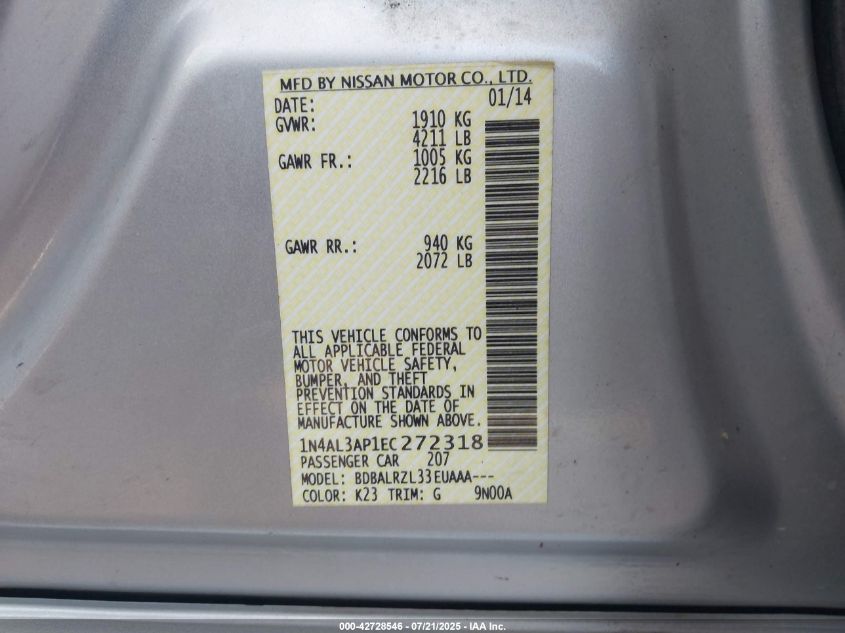 MFD BY NISSAN MOTOR CO., LTD.
DATE: 01/14
GVWR: 1910 KG
4211 LB
GAWR FR.: 1005 KG
2216 LB
GAWR RR.: 940 KG
2072 LB
THIS VEHICLE CONFORMS TO
ALL APPLICABLE FEDERAL
MOTOR VEHICLE SAFETY,
BUMPER, AND THEFT
PREVENTION STANDARDS IN
EFFECT ON THE DATE OF
MANUFACTURE SHOWN ABOVE.
1N4AL3AP1EC272318
PASSENGER CAR 207
MODEL: BDBALRZL33EUAAA---
COLOR: K23 TRIM: G 9N00A
000-42728546 - 07/21/2025 - IAA Inc.